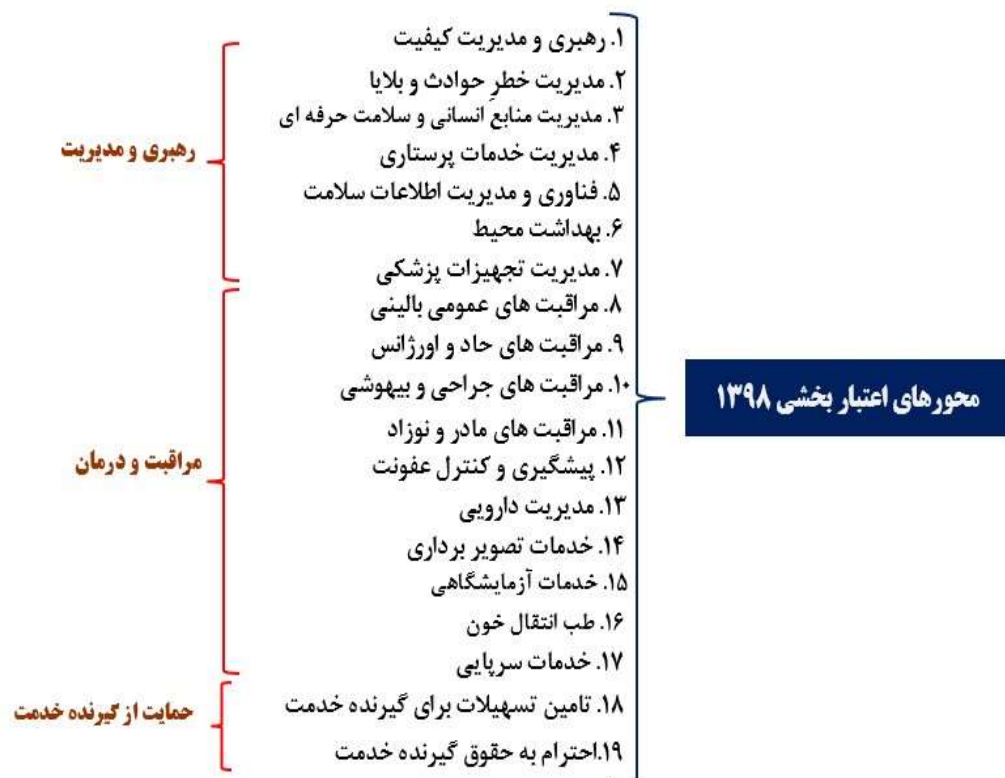 محورهای اعتبار بخشی ۱۳۹۸
۱. رهبری و مدیریت کیفیت
۲. مدیریت خطرِ حوادث و بلایا
۳. مدیریت منابع انسانی و سلامت حرفه ای
۴. مدیریت خدمات پرستاری
۵. فناوری و مدیریت اطلاعات سلامت
۶. بهداشت محیط
۷. مدیریت تجهیزات پزشکی
رهبری و مدیریت
۸. مراقبت های عمومی بالینی
۹. مراقبت های حاد و اورژانس
۱۰. مراقبت های جراحی و بیهوشی
۱۱. مراقبت های مادر و نوزاد
۱۲. پیشگیری و کنترل عفونت
۱۳. مدیریت دارویی
۱۴. خدمات تصویر برداری
۱۵. خدمات آزمایشگاهی
۱۶. طب انتقال خون
۱۷. خدمات سرپایی
مراقبت و درمان
۱۸. تامین تسهیلات برای گیرنده خدمت
۱۹.احترام به حقوق گیرنده خدمت
حمایت از گیرنده خدمت